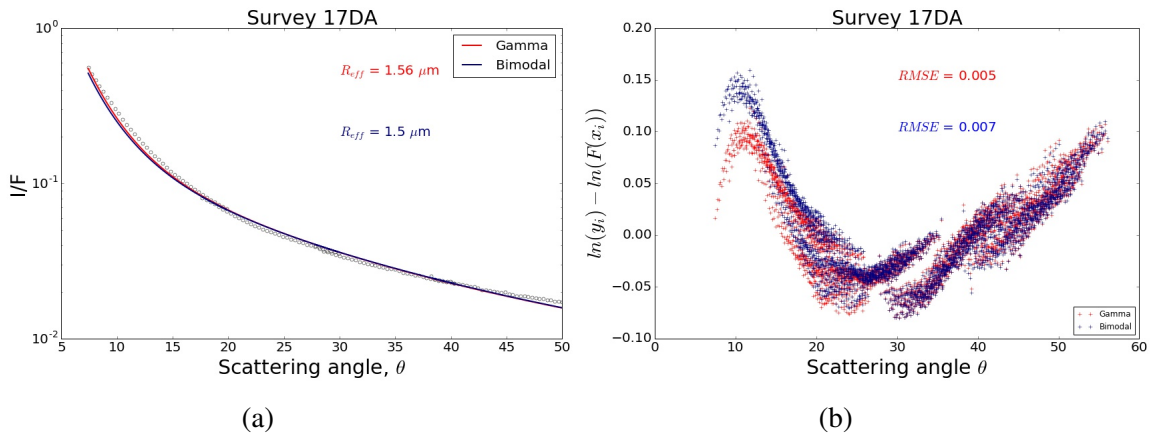 Survey 17DA
Gamma
Bimodal
R_eff = 1.56 μm
R_eff = 1.5 μm
I/F
10^0
10^-1
10^-2
5 10 15 20 25 30 35 40 45 50
Scattering angle, θ
(a)
Survey 17DA
RMSE = 0.005
RMSE = 0.007
ln(y_i) − ln(F(x_i))
0.20
0.15
0.10
0.05
0.00
−0.05
−0.10
Gamma
Bimodal
0 10 20 30 40 50 60
Scattering angle θ
(b)